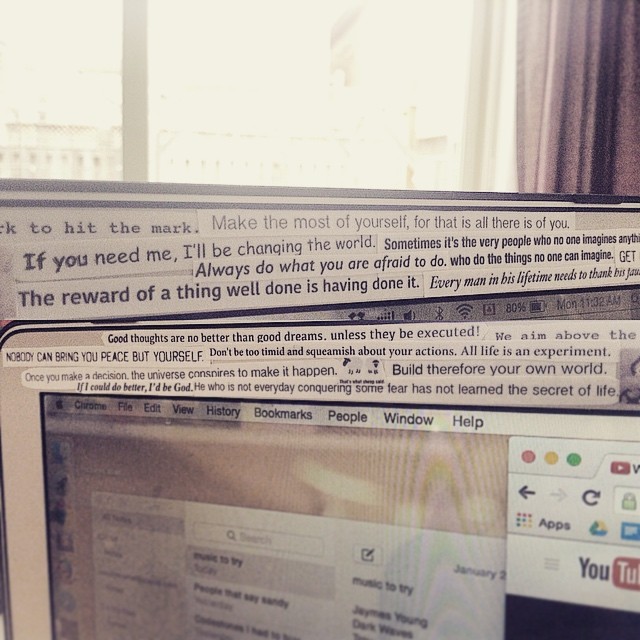 rk to hit the mark. Make the most of yourself, for that is all there is of you.
If you need me, I'll be changing the world. Sometimes it's the very people who no one imagines anythi
Always do what you are afraid to do. who do the things no one can imagine. GET
The reward of a thing well done is having done it. Every man in his lifetime needs to thank his fau
80% Mon 11:32 AM
Good thoughts are no better than good dreams, unless they be executed! We aim above the
NOBODY CAN BRING YOU PEACE BUT YOURSELF. Don't be too timid and squeamish about your actions. All life is an experiment.
Once you make a decision, the universe conspires to make it happen. Build therefore your own world.
If I could do better, I'd be God. He who is not everyday conquering some fear has not learned the secret of life
Chrome File Edit View History Bookmarks People Window Help
Search
Apps
music to try
Today
You Tu
music to try
January 2
People that say sandy
Yesterday
Jaymes Young
Dark Waves